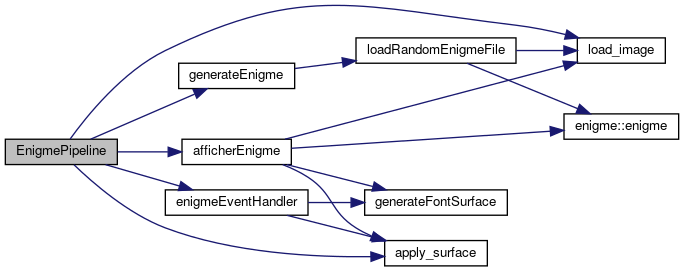 loadRandomEnigmeFile
load_image
generateEnigme
enigme::enigme
EnigmePipeline
afficherEnigme
enigmeEventHandler
generateFontSurface
apply_surface